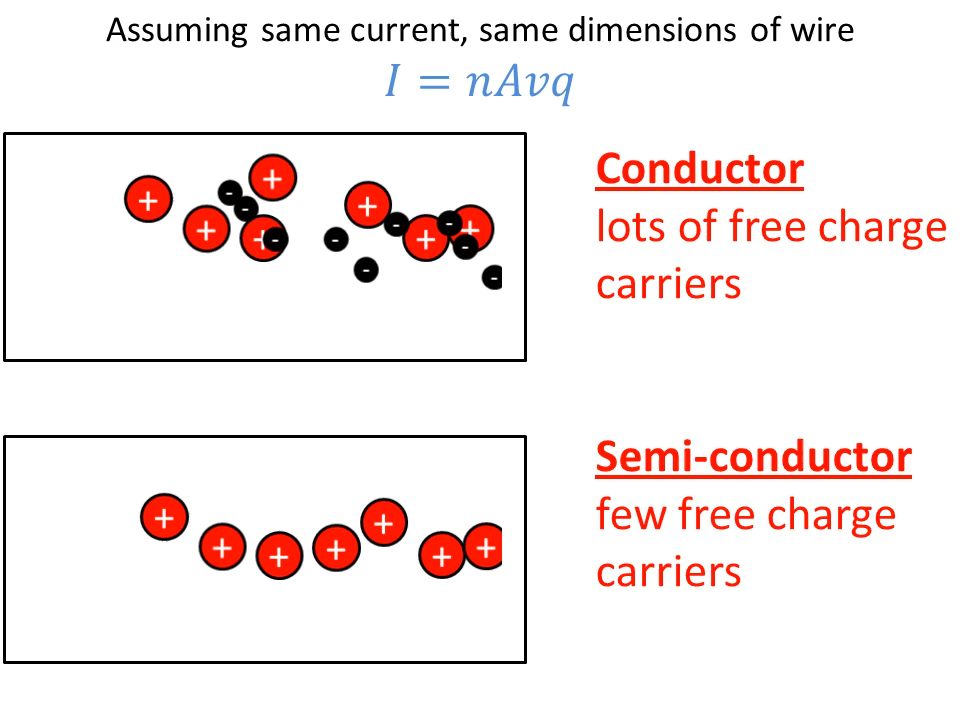 Assuming same current, same dimensions of wire
𝐼 = 𝑛𝐴𝑣𝑞
Conductor
lots of free charge
carriers
+ + + + + + + +
- - - - - - - - -
Semi-conductor
few free charge
carriers
+ + + + + + +